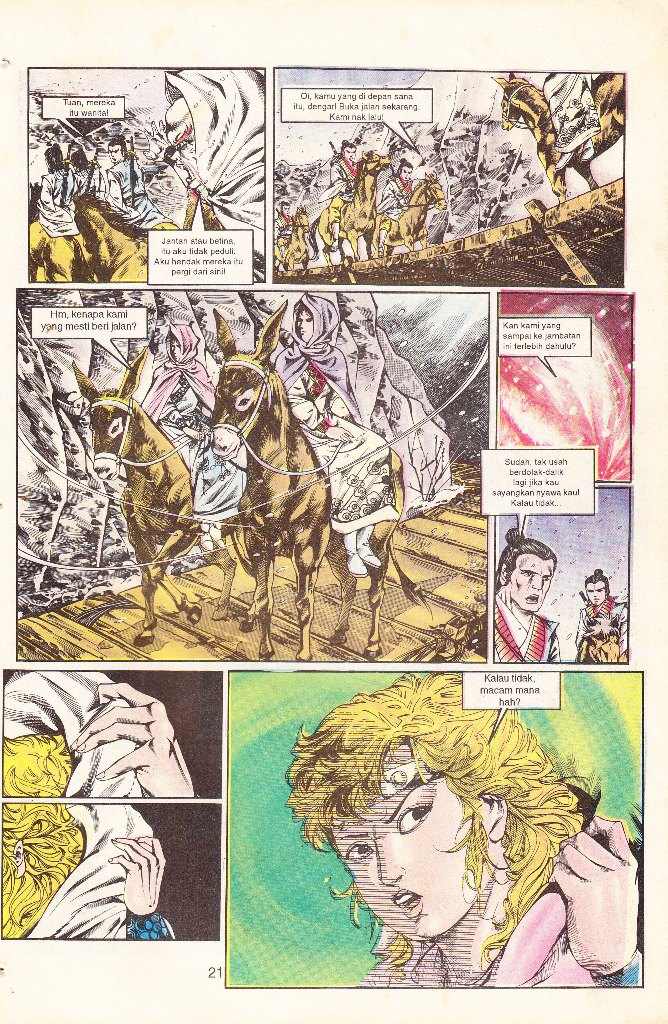 Tuan, mereka
itu wanita!
Jantan atau betina,
itu aku tidak peduli.
Aku hendak mereka itu
pergi dari sini!
Oi, kamu yang di depan sana
itu, dengar! Buka jalan sekarang.
Kami nak lalu!
Hm, kenapa kami
yong mesti beri jalan?
Kan kami yang
sampai ke jambatan
ini terlebih dahulu?
Sudah, tak usah
berdolak-dalik
lagi jika kau
sayangkan nyawa kau!
Kalau tidak...
Kalau tidak,
macam mana
hah?
21